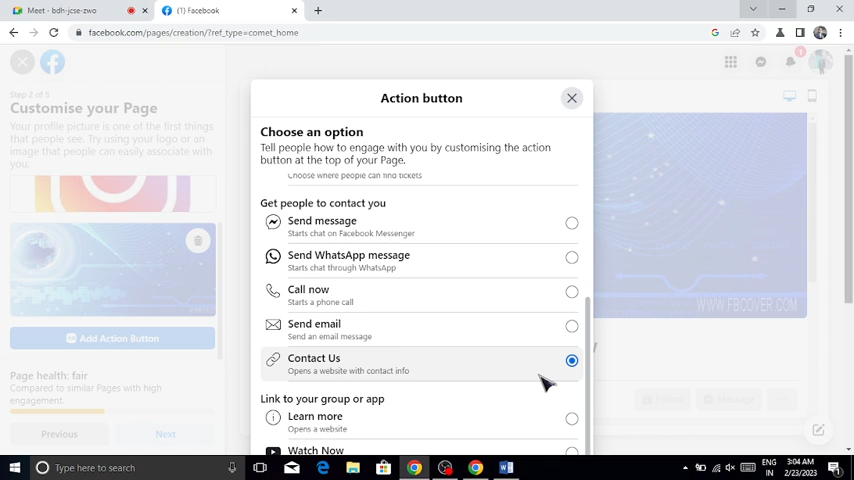 Meet - bdh-jcse-zwo
(1) Facebook
facebook.com/pages/creation/?ref_type=comet_home
1
Step 2 of 5
Customise your Page
Your profile picture is one of the first things
that people see. Try using your logo or an
image that people can easily associate with
you.
Add Action Button
Page health: fair
Compared to similar Pages with high
engagement.
Previous
Next
Action button
Choose an option
Tell people how to engage with you by customising the action
button at the top of your Page.
Choose where people can find tickets
Get people to contact you
Send message
Starts chat on Facebook Messenger
Send WhatsApp message
Starts chat through WhatsApp
Call now
Starts a phone call
Send email
Send an email message
Contact Us
Opens a website with contact info
Link to your group or app
Learn more
Opens a website
Watch Now
WWW.FBCOVER.COM
Follow
Message
Type here to search
ENG
IN
3:04 AM
2/23/2023
1